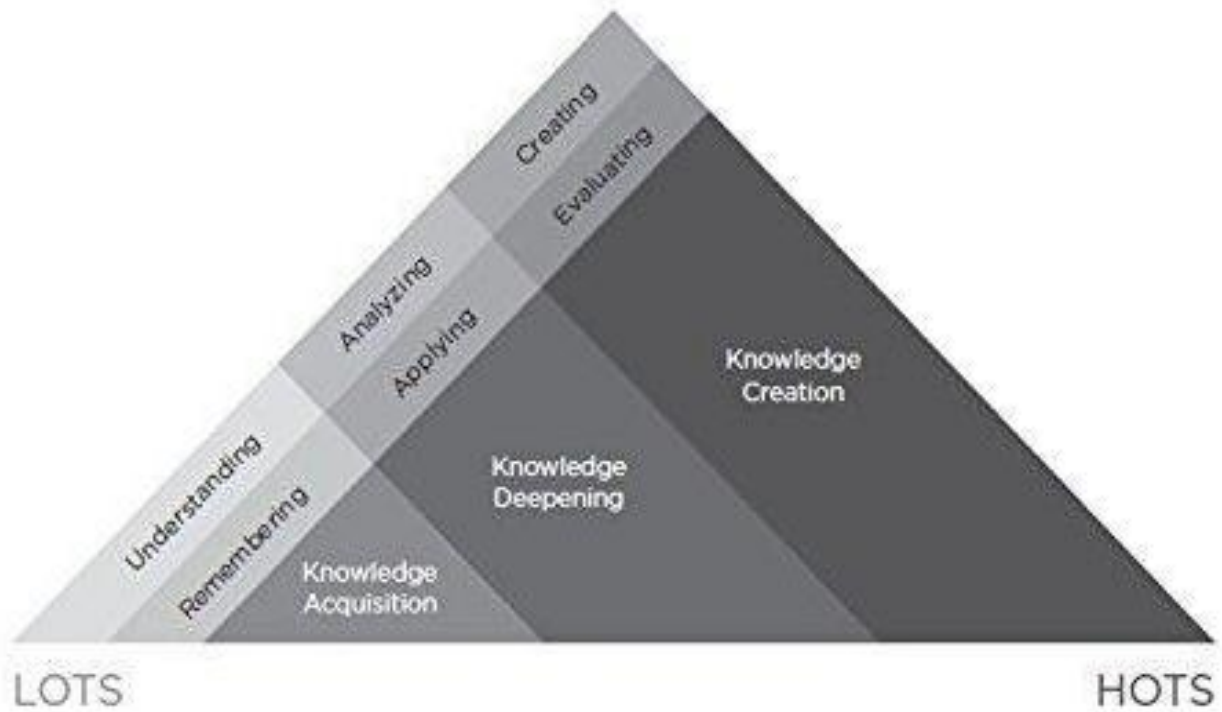 Creating
Evaluating
Analyzing
Applying
Understanding
Remembering
Knowledge
Creation
Knowledge
Deepening
Knowledge
Acquisition
LOTS
HOTS